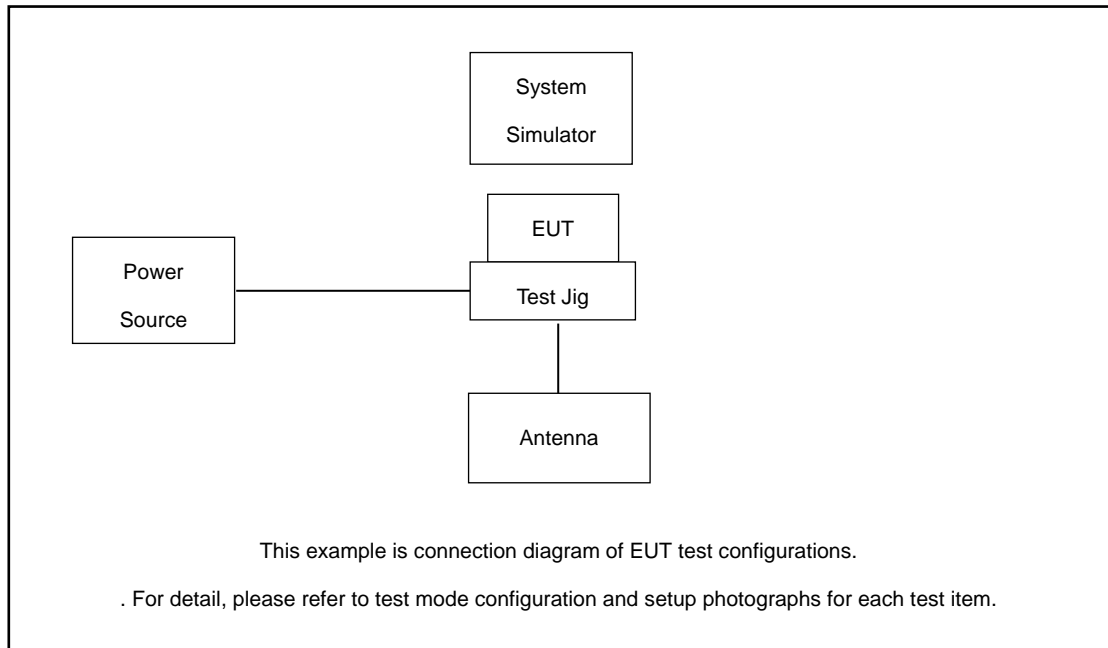 System
Simulator
EUT
Power
Source
Test Jig
Antenna
This example is connection diagram of EUT test configurations.
. For detail, please refer to test mode configuration and setup photographs for each test item.